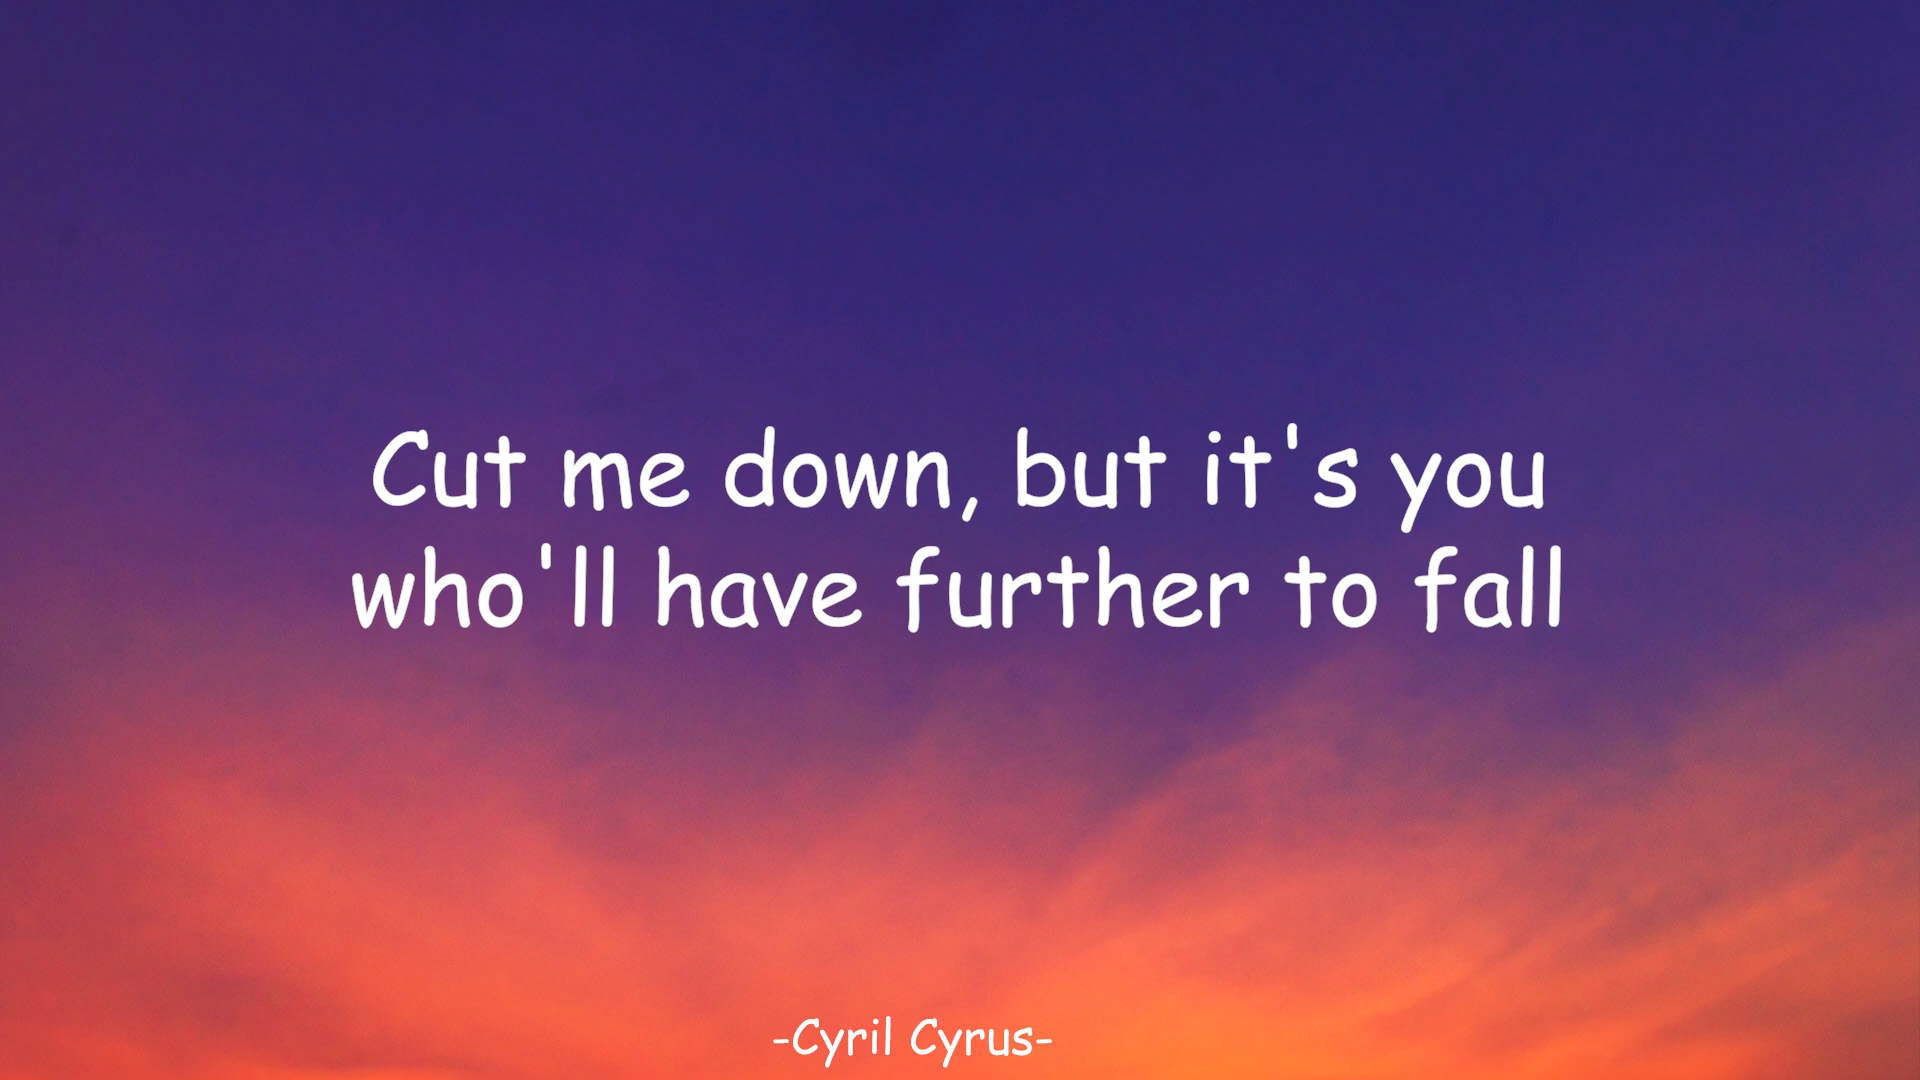 Cut me down, but it's you
who'll have further to fall
-Cyril Cyrus-